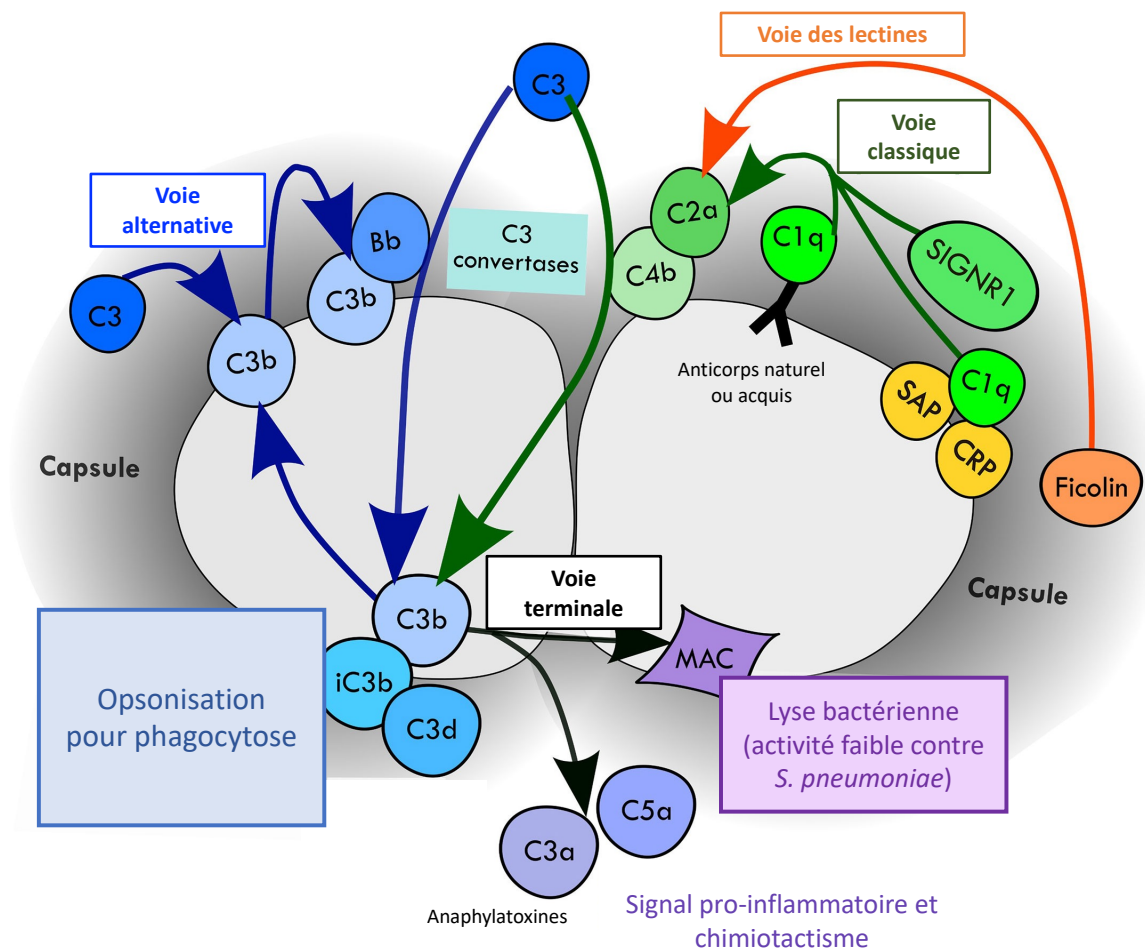 Voie des lectines
C3
Voie
classique
Voie
alternative
C2a
Bb
C3
convertases
C1q
SIGNR1
C4b
C3b
C3
C3b
Anticorps naturel
ou acquis
C1q
SAP
CRP
Capsule
Ficolin
Voie
terminale
Capsule
C3b
MAC
iC3b
C3d
Opsonisation
pour phagocytose
Lyse bactérienne
(activité faible contre
S. pneumoniae)
C5a
C3a
Anaphylatoxines
Signal pro-inflammatoire et
chimiotactisme